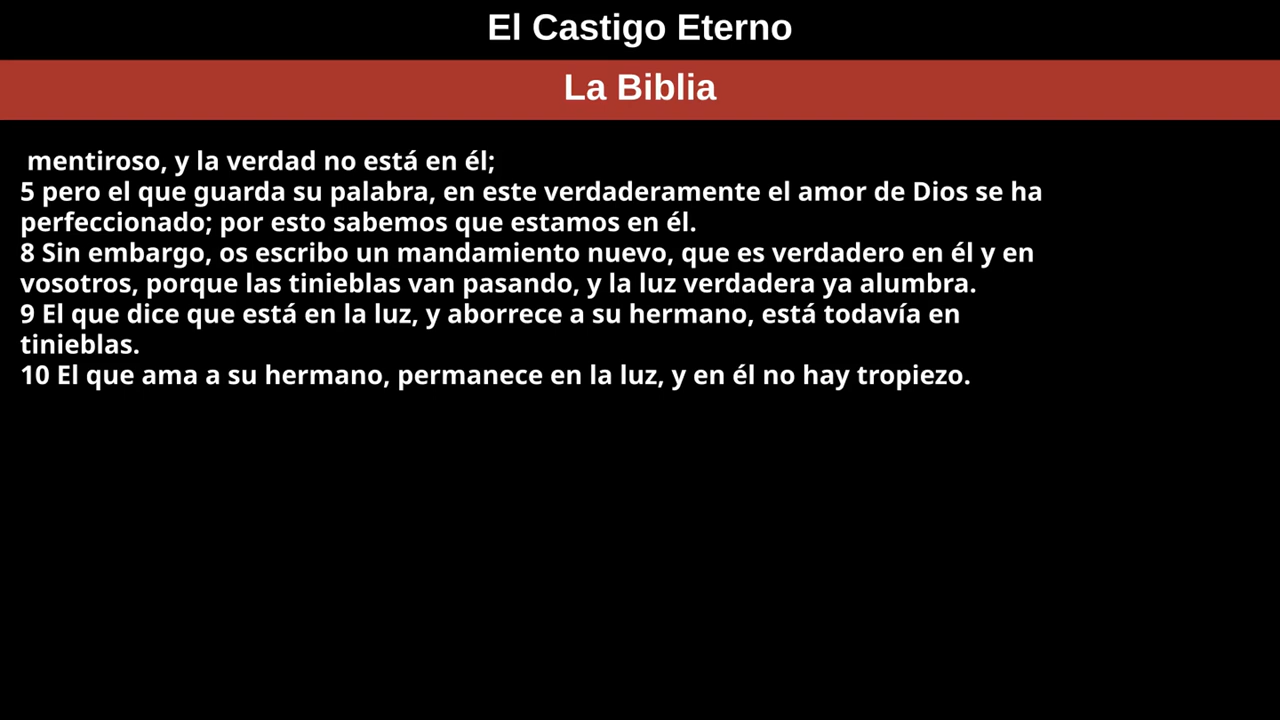 El Castigo Eterno
La Biblia
mentiroso, y la verdad no está en él;
5 pero el que guarda su palabra, en este verdaderamente el amor de Dios se ha
perfeccionado; por esto sabemos que estamos en él.
8 Sin embargo, os escribo un mandamiento nuevo, que es verdadero en él y en
vosotros, porque las tinieblas van pasando, y la luz verdadera ya alumbra.
9 El que dice que está en la luz, y aborrece a su hermano, está todavía en
tinieblas.
10 El que ama a su hermano, permanece en la luz, y en él no hay tropiezo.